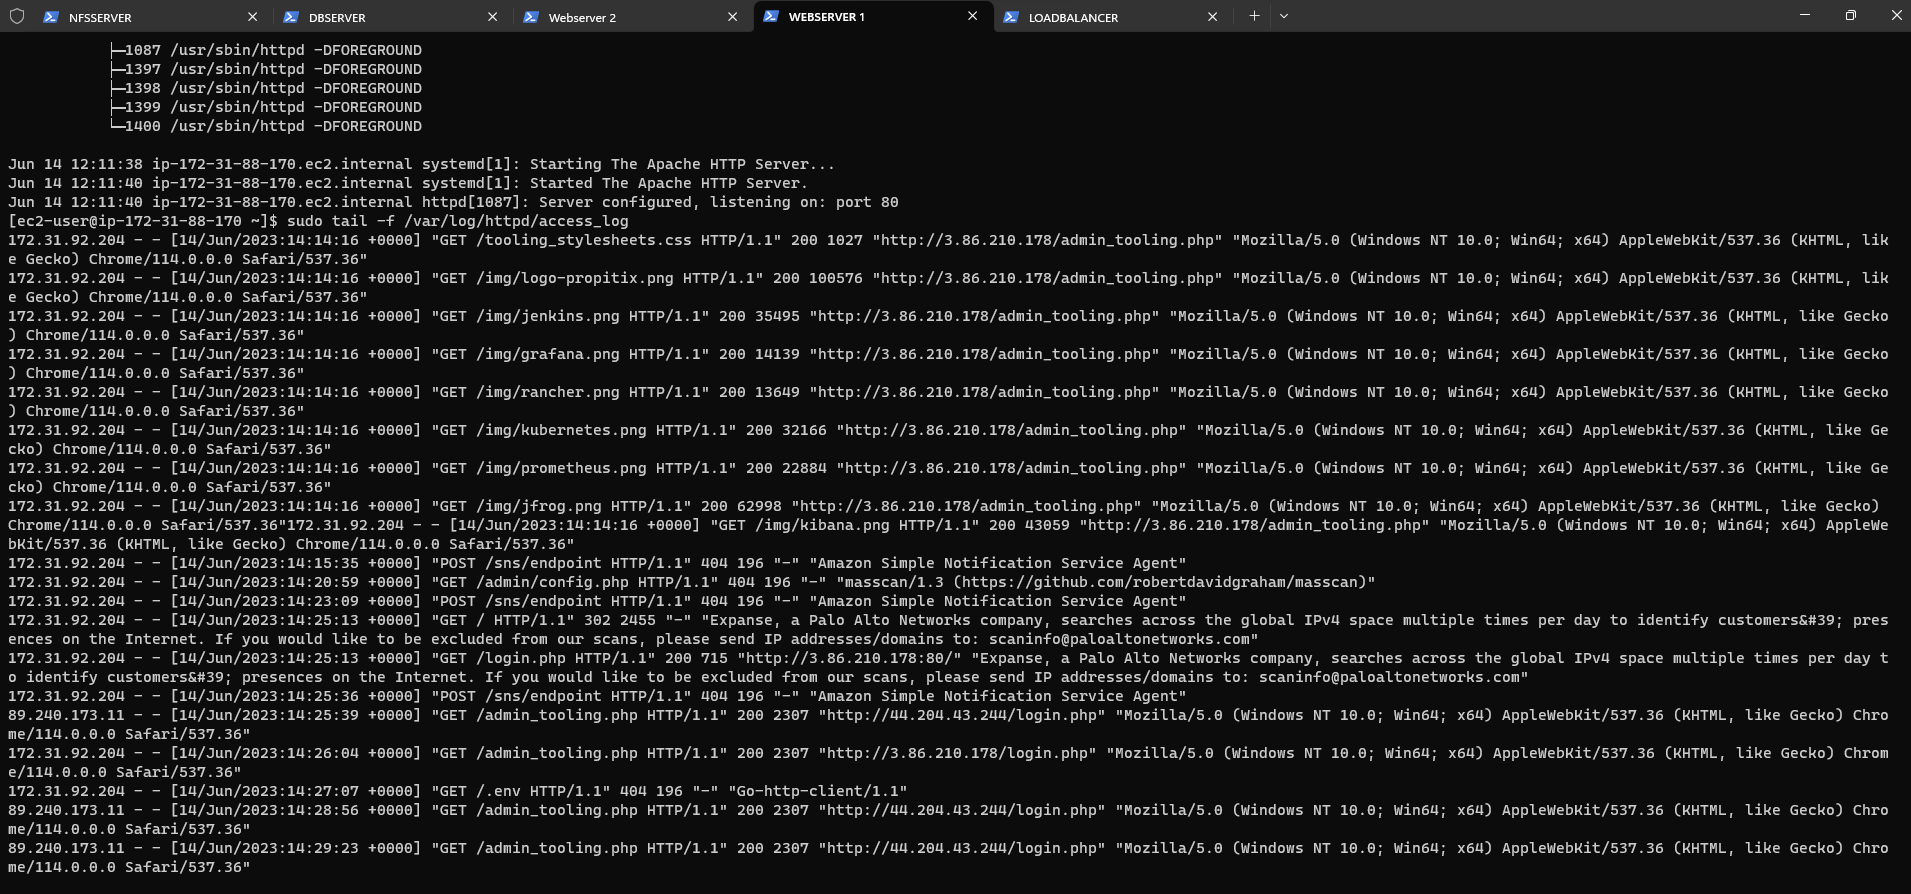 NFSSERVER DBSERVER Webserver 2 WEBSERVER 1 LOADBALANCER
├─1087 /usr/sbin/httpd -DFOREGROUND
├─1397 /usr/sbin/httpd -DFOREGROUND
├─1398 /usr/sbin/httpd -DFOREGROUND
├─1399 /usr/sbin/httpd -DFOREGROUND
└─1400 /usr/sbin/httpd -DFOREGROUND
Jun 14 12:11:38 ip-172-31-88-170.ec2.internal systemd[1]: Starting The Apache HTTP Server...
Jun 14 12:11:40 ip-172-31-88-170.ec2.internal systemd[1]: Started The Apache HTTP Server.
Jun 14 12:11:40 ip-172-31-88-170.ec2.internal httpd[1087]: Server configured, listening on: port 80
[ec2-user@ip-172-31-88-170 ~]$ sudo tail -f /var/log/httpd/access_log
172.31.92.204 - - [14/Jun/2023:14:14:16 +0000] "GET /tooling_stylesheets.css HTTP/1.1" 200 1027 "http://3.86.210.178/admin_tooling.php" "Mozilla/5.0 (Windows NT 10.0; Win64; x64) AppleWebKit/537.36 (KHTML, lik
e Gecko) Chrome/114.0.0.0 Safari/537.36"
172.31.92.204 - - [14/Jun/2023:14:14:16 +0000] "GET /img/logo-propitix.png HTTP/1.1" 200 100576 "http://3.86.210.178/admin_tooling.php" "Mozilla/5.0 (Windows NT 10.0; Win64; x64) AppleWebKit/537.36 (KHTML, lik
e Gecko) Chrome/114.0.0.0 Safari/537.36"
172.31.92.204 - - [14/Jun/2023:14:14:16 +0000] "GET /img/jenkins.png HTTP/1.1" 200 35495 "http://3.86.210.178/admin_tooling.php" "Mozilla/5.0 (Windows NT 10.0; Win64; x64) AppleWebKit/537.36 (KHTML, like Gecko
) Chrome/114.0.0.0 Safari/537.36"
172.31.92.204 - - [14/Jun/2023:14:14:16 +0000] "GET /img/grafana.png HTTP/1.1" 200 14139 "http://3.86.210.178/admin_tooling.php" "Mozilla/5.0 (Windows NT 10.0; Win64; x64) AppleWebKit/537.36 (KHTML, like Gecko
) Chrome/114.0.0.0 Safari/537.36"
172.31.92.204 - - [14/Jun/2023:14:14:16 +0000] "GET /img/rancher.png HTTP/1.1" 200 13649 "http://3.86.210.178/admin_tooling.php" "Mozilla/5.0 (Windows NT 10.0; Win64; x64) AppleWebKit/537.36 (KHTML, like Gecko
) Chrome/114.0.0.0 Safari/537.36"
172.31.92.204 - - [14/Jun/2023:14:14:16 +0000] "GET /img/kubernetes.png HTTP/1.1" 200 32166 "http://3.86.210.178/admin_tooling.php" "Mozilla/5.0 (Windows NT 10.0; Win64; x64) AppleWebKit/537.36 (KHTML, like Ge
cko) Chrome/114.0.0.0 Safari/537.36"
172.31.92.204 - - [14/Jun/2023:14:14:16 +0000] "GET /img/prometheus.png HTTP/1.1" 200 22884 "http://3.86.210.178/admin_tooling.php" "Mozilla/5.0 (Windows NT 10.0; Win64; x64) AppleWebKit/537.36 (KHTML, like Ge
cko) Chrome/114.0.0.0 Safari/537.36"
172.31.92.204 - - [14/Jun/2023:14:14:16 +0000] "GET /img/jfrog.png HTTP/1.1" 200 62998 "http://3.86.210.178/admin_tooling.php" "Mozilla/5.0 (Windows NT 10.0; Win64; x64) AppleWebKit/537.36 (KHTML, like Gecko)
Chrome/114.0.0.0 Safari/537.36"172.31.92.204 - - [14/Jun/2023:14:14:16 +0000] "GET /img/kibana.png HTTP/1.1" 200 43059 "http://3.86.210.178/admin_tooling.php" "Mozilla/5.0 (Windows NT 10.0; Win64; x64) AppleWe
bKit/537.36 (KHTML, like Gecko) Chrome/114.0.0.0 Safari/537.36"
172.31.92.204 - - [14/Jun/2023:14:15:35 +0000] "POST /sns/endpoint HTTP/1.1" 404 196 "-" "Amazon Simple Notification Service Agent"
172.31.92.204 - - [14/Jun/2023:14:20:59 +0000] "GET /admin/config.php HTTP/1.1" 404 196 "-" "masscan/1.3 (https://github.com/robertdavidgraham/masscan)"
172.31.92.204 - - [14/Jun/2023:14:23:09 +0000] "POST /sns/endpoint HTTP/1.1" 404 196 "-" "Amazon Simple Notification Service Agent"
172.31.92.204 - - [14/Jun/2023:14:25:13 +0000] "GET / HTTP/1.1" 302 2455 "-" "Expanse, a Palo Alto Networks company, searches across the global IPv4 space multiple times per day to identify customers&#39; pres
ences on the Internet. If you would like to be excluded from our scans, please send IP addresses/domains to: scaninfo@paloaltonetworks.com"
172.31.92.204 - - [14/Jun/2023:14:25:13 +0000] "GET /login.php HTTP/1.1" 200 715 "http://3.86.210.178:80/" "Expanse, a Palo Alto Networks company, searches across the global IPv4 space multiple times per day t
o identify customers&#39; presences on the Internet. If you would like to be excluded from our scans, please send IP addresses/domains to: scaninfo@paloaltonetworks.com"
172.31.92.204 - - [14/Jun/2023:14:25:36 +0000] "POST /sns/endpoint HTTP/1.1" 404 196 "-" "Amazon Simple Notification Service Agent"
89.240.173.11 - - [14/Jun/2023:14:25:39 +0000] "GET /admin_tooling.php HTTP/1.1" 200 2307 "http://44.204.43.244/login.php" "Mozilla/5.0 (Windows NT 10.0; Win64; x64) AppleWebKit/537.36 (KHTML, like Gecko) Chro
me/114.0.0.0 Safari/537.36"
172.31.92.204 - - [14/Jun/2023:14:26:04 +0000] "GET /admin_tooling.php HTTP/1.1" 200 2307 "http://3.86.210.178/login.php" "Mozilla/5.0 (Windows NT 10.0; Win64; x64) AppleWebKit/537.36 (KHTML, like Gecko) Chrom
e/114.0.0.0 Safari/537.36"
172.31.92.204 - - [14/Jun/2023:14:27:07 +0000] "GET /.env HTTP/1.1" 404 196 "-" "Go-http-client/1.1"
89.240.173.11 - - [14/Jun/2023:14:28:56 +0000] "GET /admin_tooling.php HTTP/1.1" 200 2307 "http://44.204.43.244/login.php" "Mozilla/5.0 (Windows NT 10.0; Win64; x64) AppleWebKit/537.36 (KHTML, like Gecko) Chro
me/114.0.0.0 Safari/537.36"
89.240.173.11 - - [14/Jun/2023:14:29:23 +0000] "GET /admin_tooling.php HTTP/1.1" 200 2307 "http://44.204.43.244/login.php" "Mozilla/5.0 (Windows NT 10.0; Win64; x64) AppleWebKit/537.36 (KHTML, like Gecko) Chro
me/114.0.0.0 Safari/537.36"